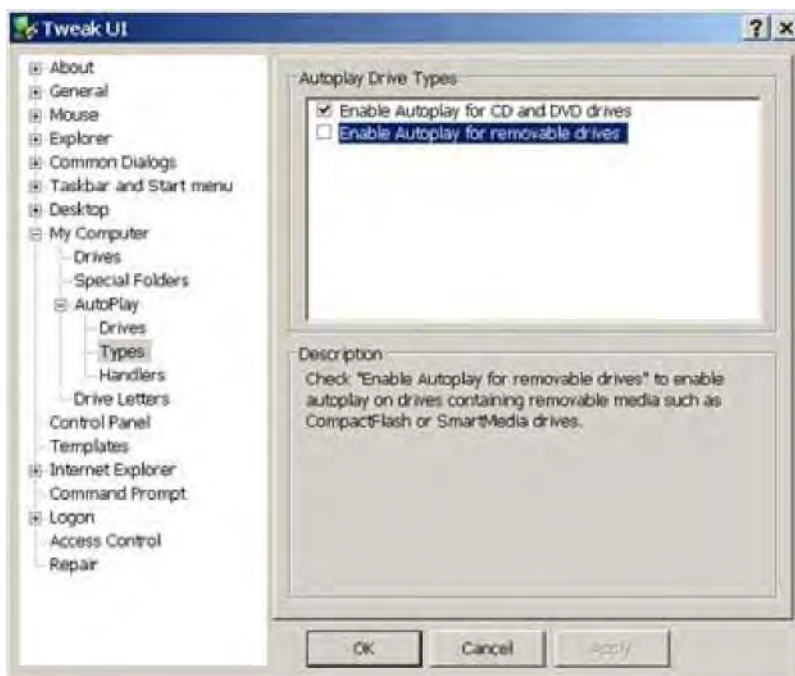 Tweak UI
About
General
Mouse
Explorer
Common Dialogs
Taskbar and Start menu
Desktop
My Computer
Drives
Special Folders
AutoPlay
Drives
Types
Handlers
Drive Letters
Control Panel
Templates
Internet Explorer
Command Prompt
Logon
Access Control
Repair
Autoplay Drive Types
Enable Autoplay for CD and DVD drives
Enable Autoplay for removable drives
Description
Check "Enable Autoplay for removable drives" to enable
autoplay on drives containing removable media such as
CompactFlash or SmartMedia drives.
OK
Cancel
Apply